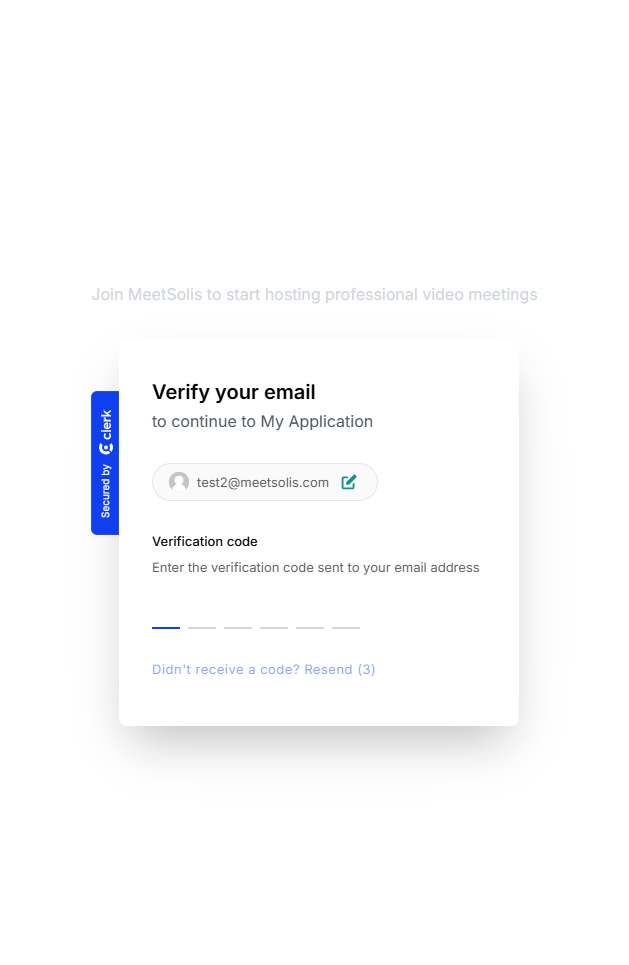 Join MeetSolis to start hosting professional video meetings
Verify your email
to continue to My Application
Secured by clerk
test2@meetsolis.com
Verification code
Enter the verification code sent to your email address
Didn't receive a code? Resend (3)